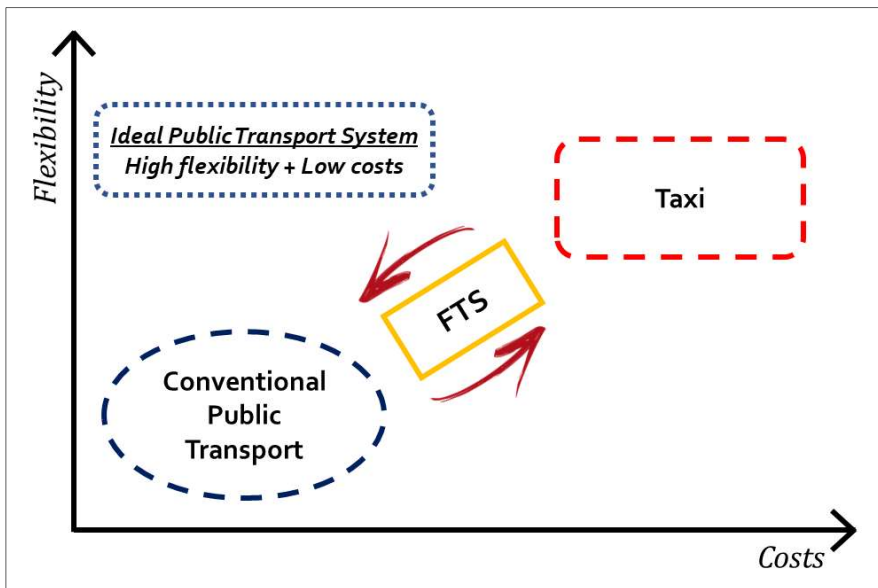 Flexibility
Ideal Public Transport System
High flexibility + Low costs
Taxi
FTS
Conventional
Public
Transport
Costs